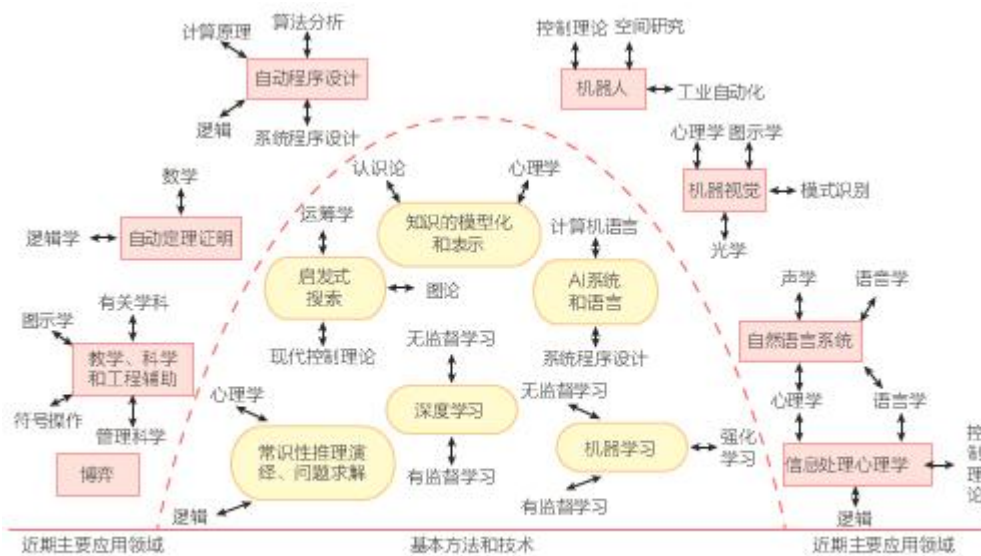 计算原理
算法分析
自动程序设计
逻辑
系统程序设计
控制理论
空间研究
机器人
工业自动化
心理学
图示学
机器视觉
模式识别
光学
数学
逻辑学
自动定理证明
认识论
心理学
知识的模型化
和表示
运筹学
启发式
搜索
图论
现代控制理论
计算机语言
AI系统
和语言
系统程序设计
声学
语言学
自然语言系统
心理学
语言学
信息处理心理学
控
制
理
论
逻辑
有关学科
图示学
教学、科学
和工程辅助
符号操作
管理科学
博弈
心理学
常识性推理演
绎、问题求解
逻辑
无监督学习
深度学习
有监督学习
无监督学习
机器学习
强化
学习
有监督学习
近期主要应用领域
基本方法和技术
近期主要应用领域